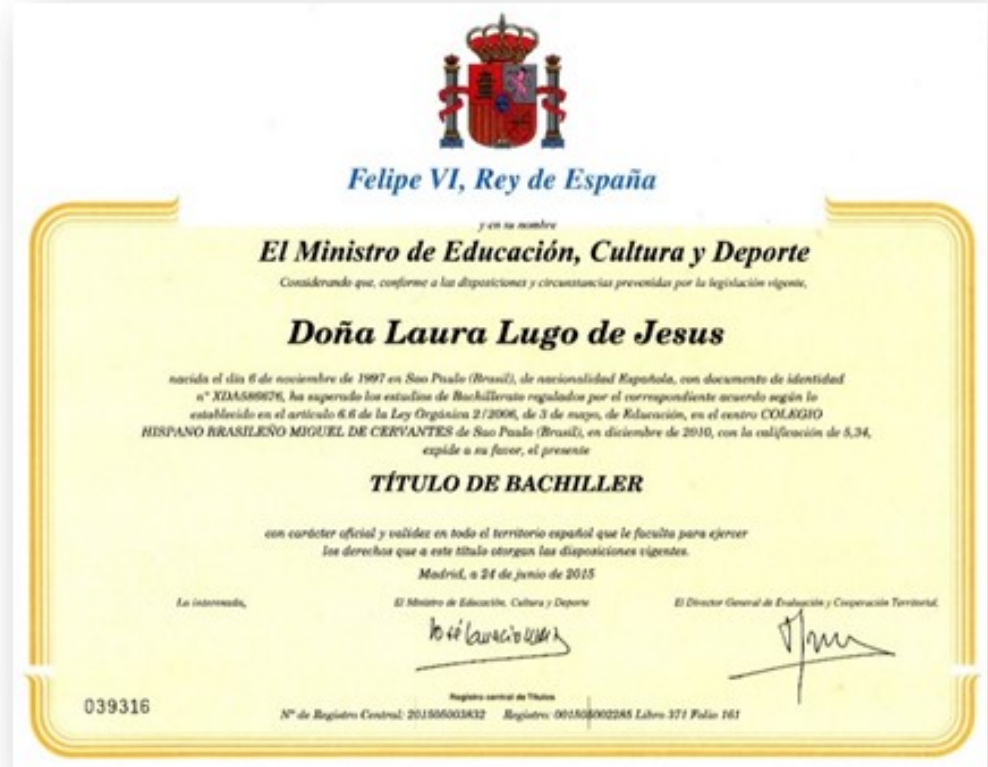 Felipe VI, Rey de España
y en su nombre
El Ministro de Educación, Cultura y Deporte
Considerando que, conforme a las disposiciones y circunstancias prevenidas por la legislación vigente,
Doña Laura Lugo de Jesus
nacida el día 6 de noviembre de 1997 en Sao Paulo (Brasil), de nacionalidad Española, con documento de identidad
nº XDA589676, ha superado los estudios de Bachillerato regulados por el correspondiente acuerdo según lo
establecido en el artículo 6.6 de la Ley Orgánica 2/2006, de 3 de mayo, de Educación, en el centro COLEGIO
HISPANO BRASILEÑO MIGUEL DE CERVANTES de Sao Paulo (Brasil), en diciembre de 2010, con la calificación de 5,34,
expide a su favor, el presente
TÍTULO DE BACHILLER
con carácter oficial y validez en todo el territorio español que le faculta para ejercer
los derechos que a este título otorgan las disposiciones vigentes.
Madrid, a 24 de junio de 2015
La interesada,
El Ministro de Educación, Cultura y Deporte
El Director General de Evaluación y Cooperación Territorial,
039316
Registro central de Títulos
Nº de Registro Central: 201505003832 Registro: 001505002285 Libro 371 Folio 161